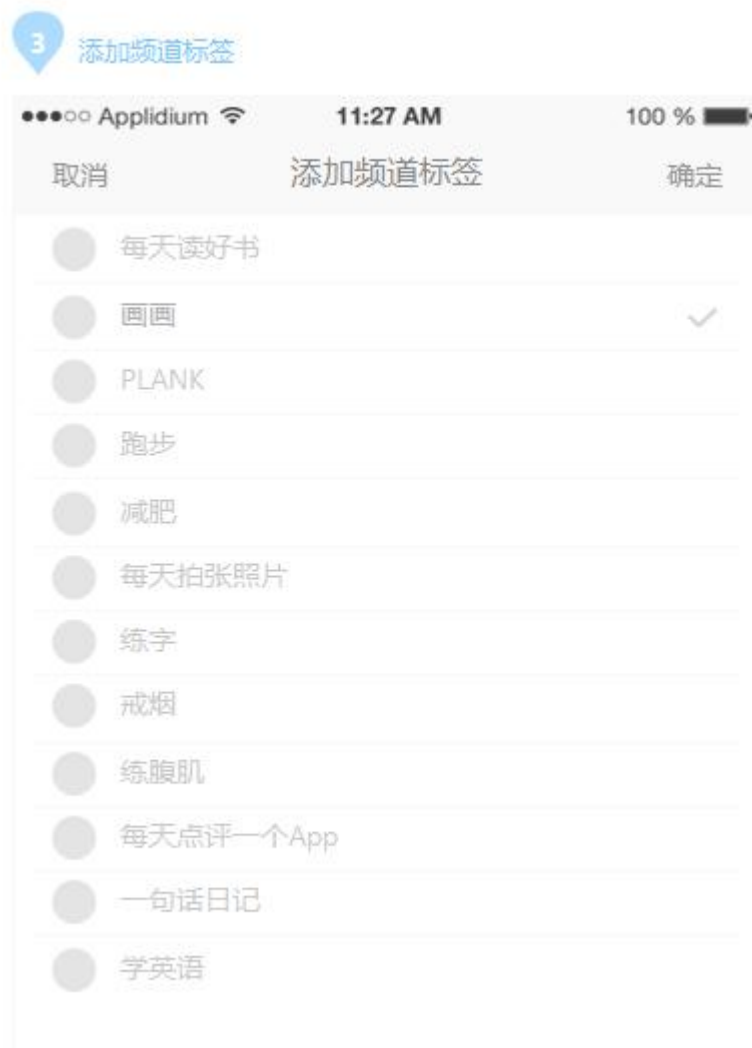 3 添加频道标签
Applidium 11:27 AM 100 %
取消 添加频道标签 确定
每天读好书
画画
PLANK
跑步
减肥
每天拍张照片
练字
戒烟
练腹肌
每天点评一个App
一句话日记
学英语